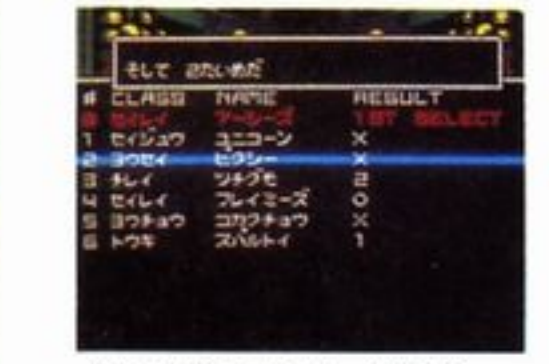 そして 2たいめだ
# CLASS NAME RESULT
0 セイレイ アーシーズ 1ST SELECT
1 セイジュウ ユニコーン ×
2 ヨウセイ ピクシー ×
3 チレイ ツチグモ 2
4 セイレイ フレイミーズ ○
5 ヨウチョウ コカクチョウ ×
6 トウキ スパルトイ 1